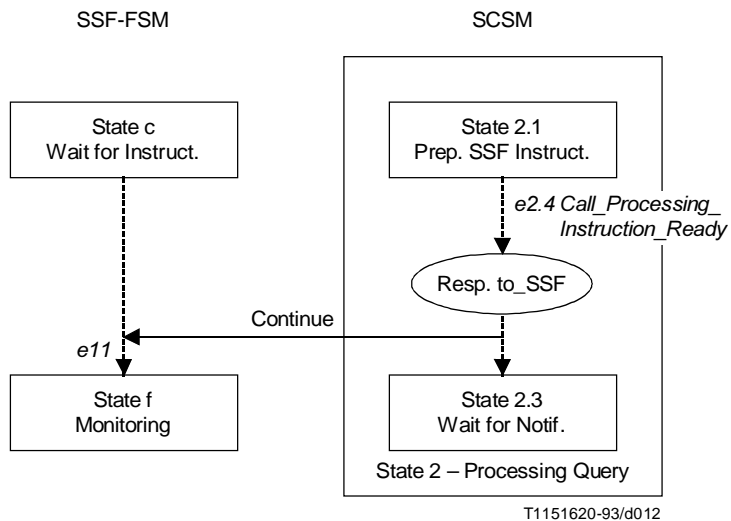 SSF-FSM
SCSM
State c
Wait for Instruct.
State 2.1
Prep. SSF Instruct.
e2.4 Call_Processing_
Instruction_Ready
Resp. to_SSF
Continue
e11
State f
Monitoring
State 2.3
Wait for Notif.
State 2 – Processing Query
T1151620-93/d012